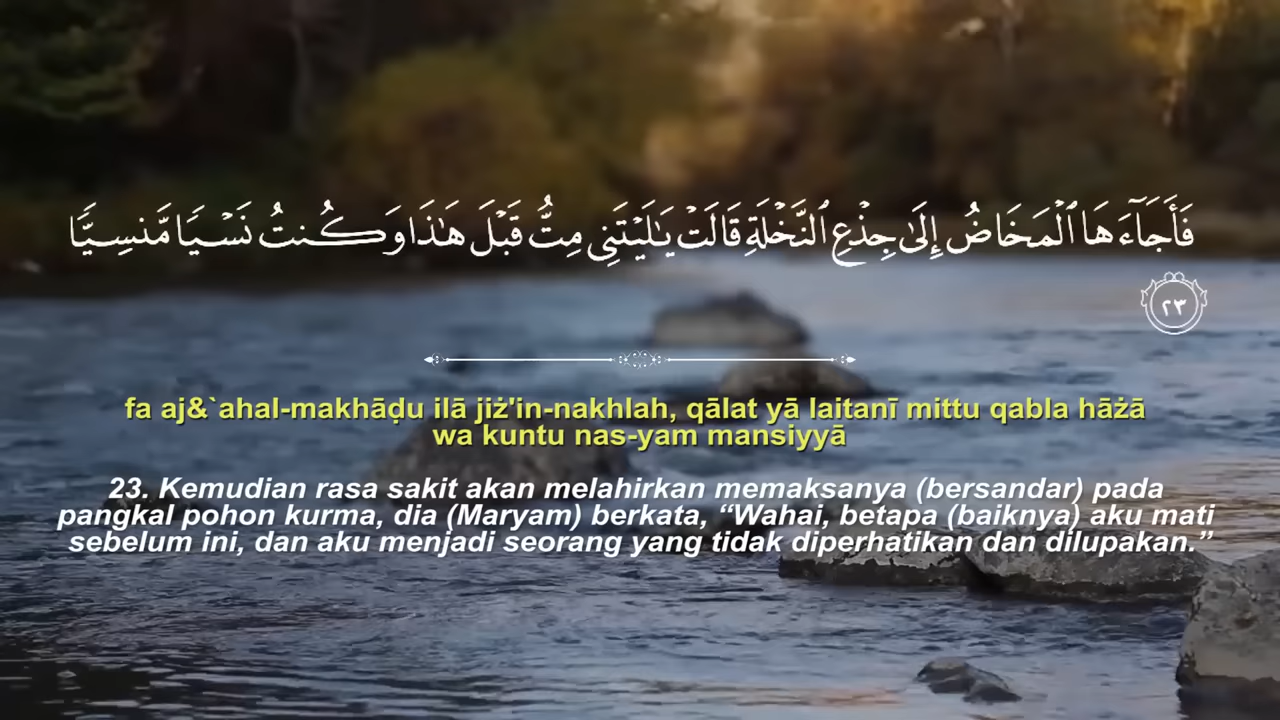 فَأَجَآءَهَا ٱلْمَخَاضُ إِلَىٰ جِذْعِ ٱلنَّخْلَةِ قَالَتْ يَـٰلَيْتَنِى مِتُّ قَبْلَ هَـٰذَا وَكُنتُ نَسْيًا مَّنسِيًّا
٢٣
fa aj&`ahal-makhāḍu ilā jiż'in-nakhlah, qālat yā laitanī mittu qabla hāżā
wa kuntu nas-yam mansiyyā
23. Kemudian rasa sakit akan melahirkan memaksanya (bersandar) pada
pangkal pohon kurma, dia (Maryam) berkata, “Wahai, betapa (baiknya) aku mati
sebelum ini, dan aku menjadi seorang yang tidak diperhatikan dan dilupakan.”